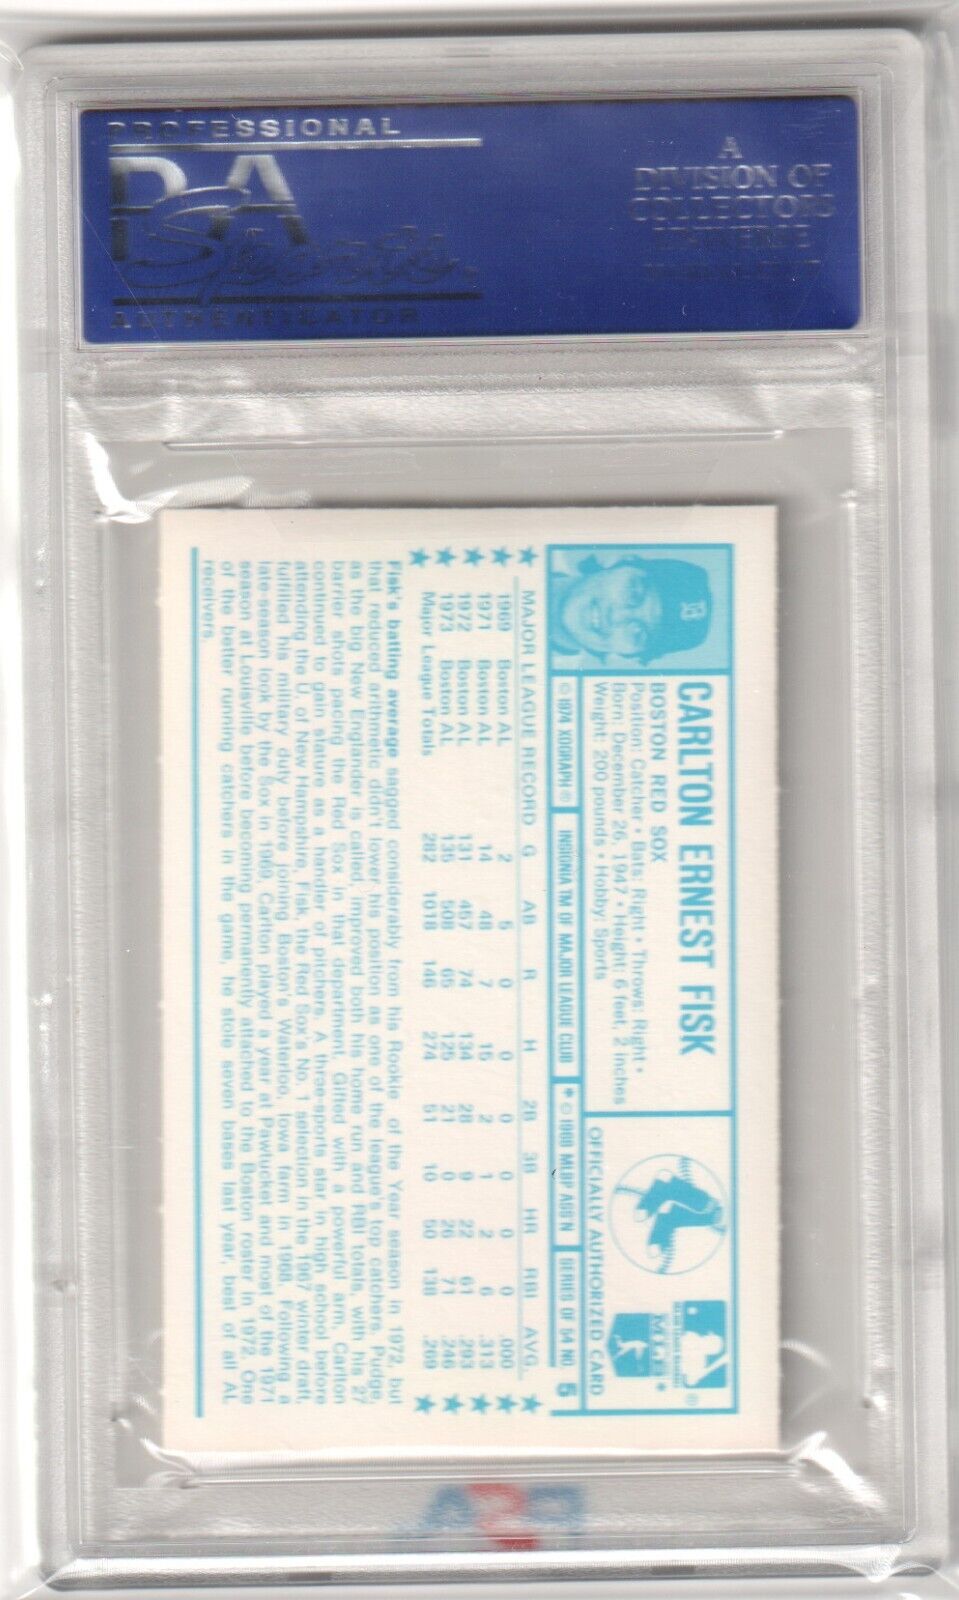 PROFESSIONAL
PSA
Sports.
AUTHENTICATOR
A
DIVISION OF
COLLECTORS
UNIVERSE
CARLTON ERNEST FISK
BOSTON RED SOX
Position: Catcher • Bats: Right • Throws: Right •
Born: December 26, 1947 • Height: 6 feet, 2 inches
Weight: 200 pounds • Hobby: Sports
OFFICIALLY AUTHORIZED CARD
MLBP*
®
© 1974 XOGRAPH® INSIGNIA TM OF MAJOR LEAGUE CLUB * © 1969 MLBP AGEN SERIES OF 54 NO 5
★ MAJOR LEAGUE RECORD G AB R H 2B 3B HR RBI AVG. ★
1969 Boston AL 2 5 0 0 0 0 0 0 .000
1971 Boston AL 14 48 7 15 2 1 2 6 .313
1972 Boston AL 131 457 74 134 28 9 22 61 .293
1973 Boston AL 135 508 65 125 21 0 26 71 .246
Major League Totals 282 1018 146 274 51 10 50 138 .269
Fisk's batting average sagged considerably from his Rookie of the Year season in 1972, but
that reduced arithmetic didn't lower his position as one of the league's top catchers. Pudge,
as the big New Englander is called, improved both his home run and RBI totals, with his 27
barrier shots pacing the Red Sox in that department. Gifted with a powerful arm, Carlton
continued to gain stature as a handler of pitchers. A three-sports star in high school before
attending the U. of New Hampshire, Fisk, the Red Sox's No. 1 selection in the 1967 winter draft,
fulfilled his military duty before joining Boston's Waterloo, Iowa farm in 1968. Following a
late-season look by the Sox in 1969, Carlton played a year at Pawtucket and most of the 1971
season at Louisville before becoming permanently attached to the Boston roster in 1972. One
of the better running catchers in the game, he stole seven bases last year, best of all AL
receivers.